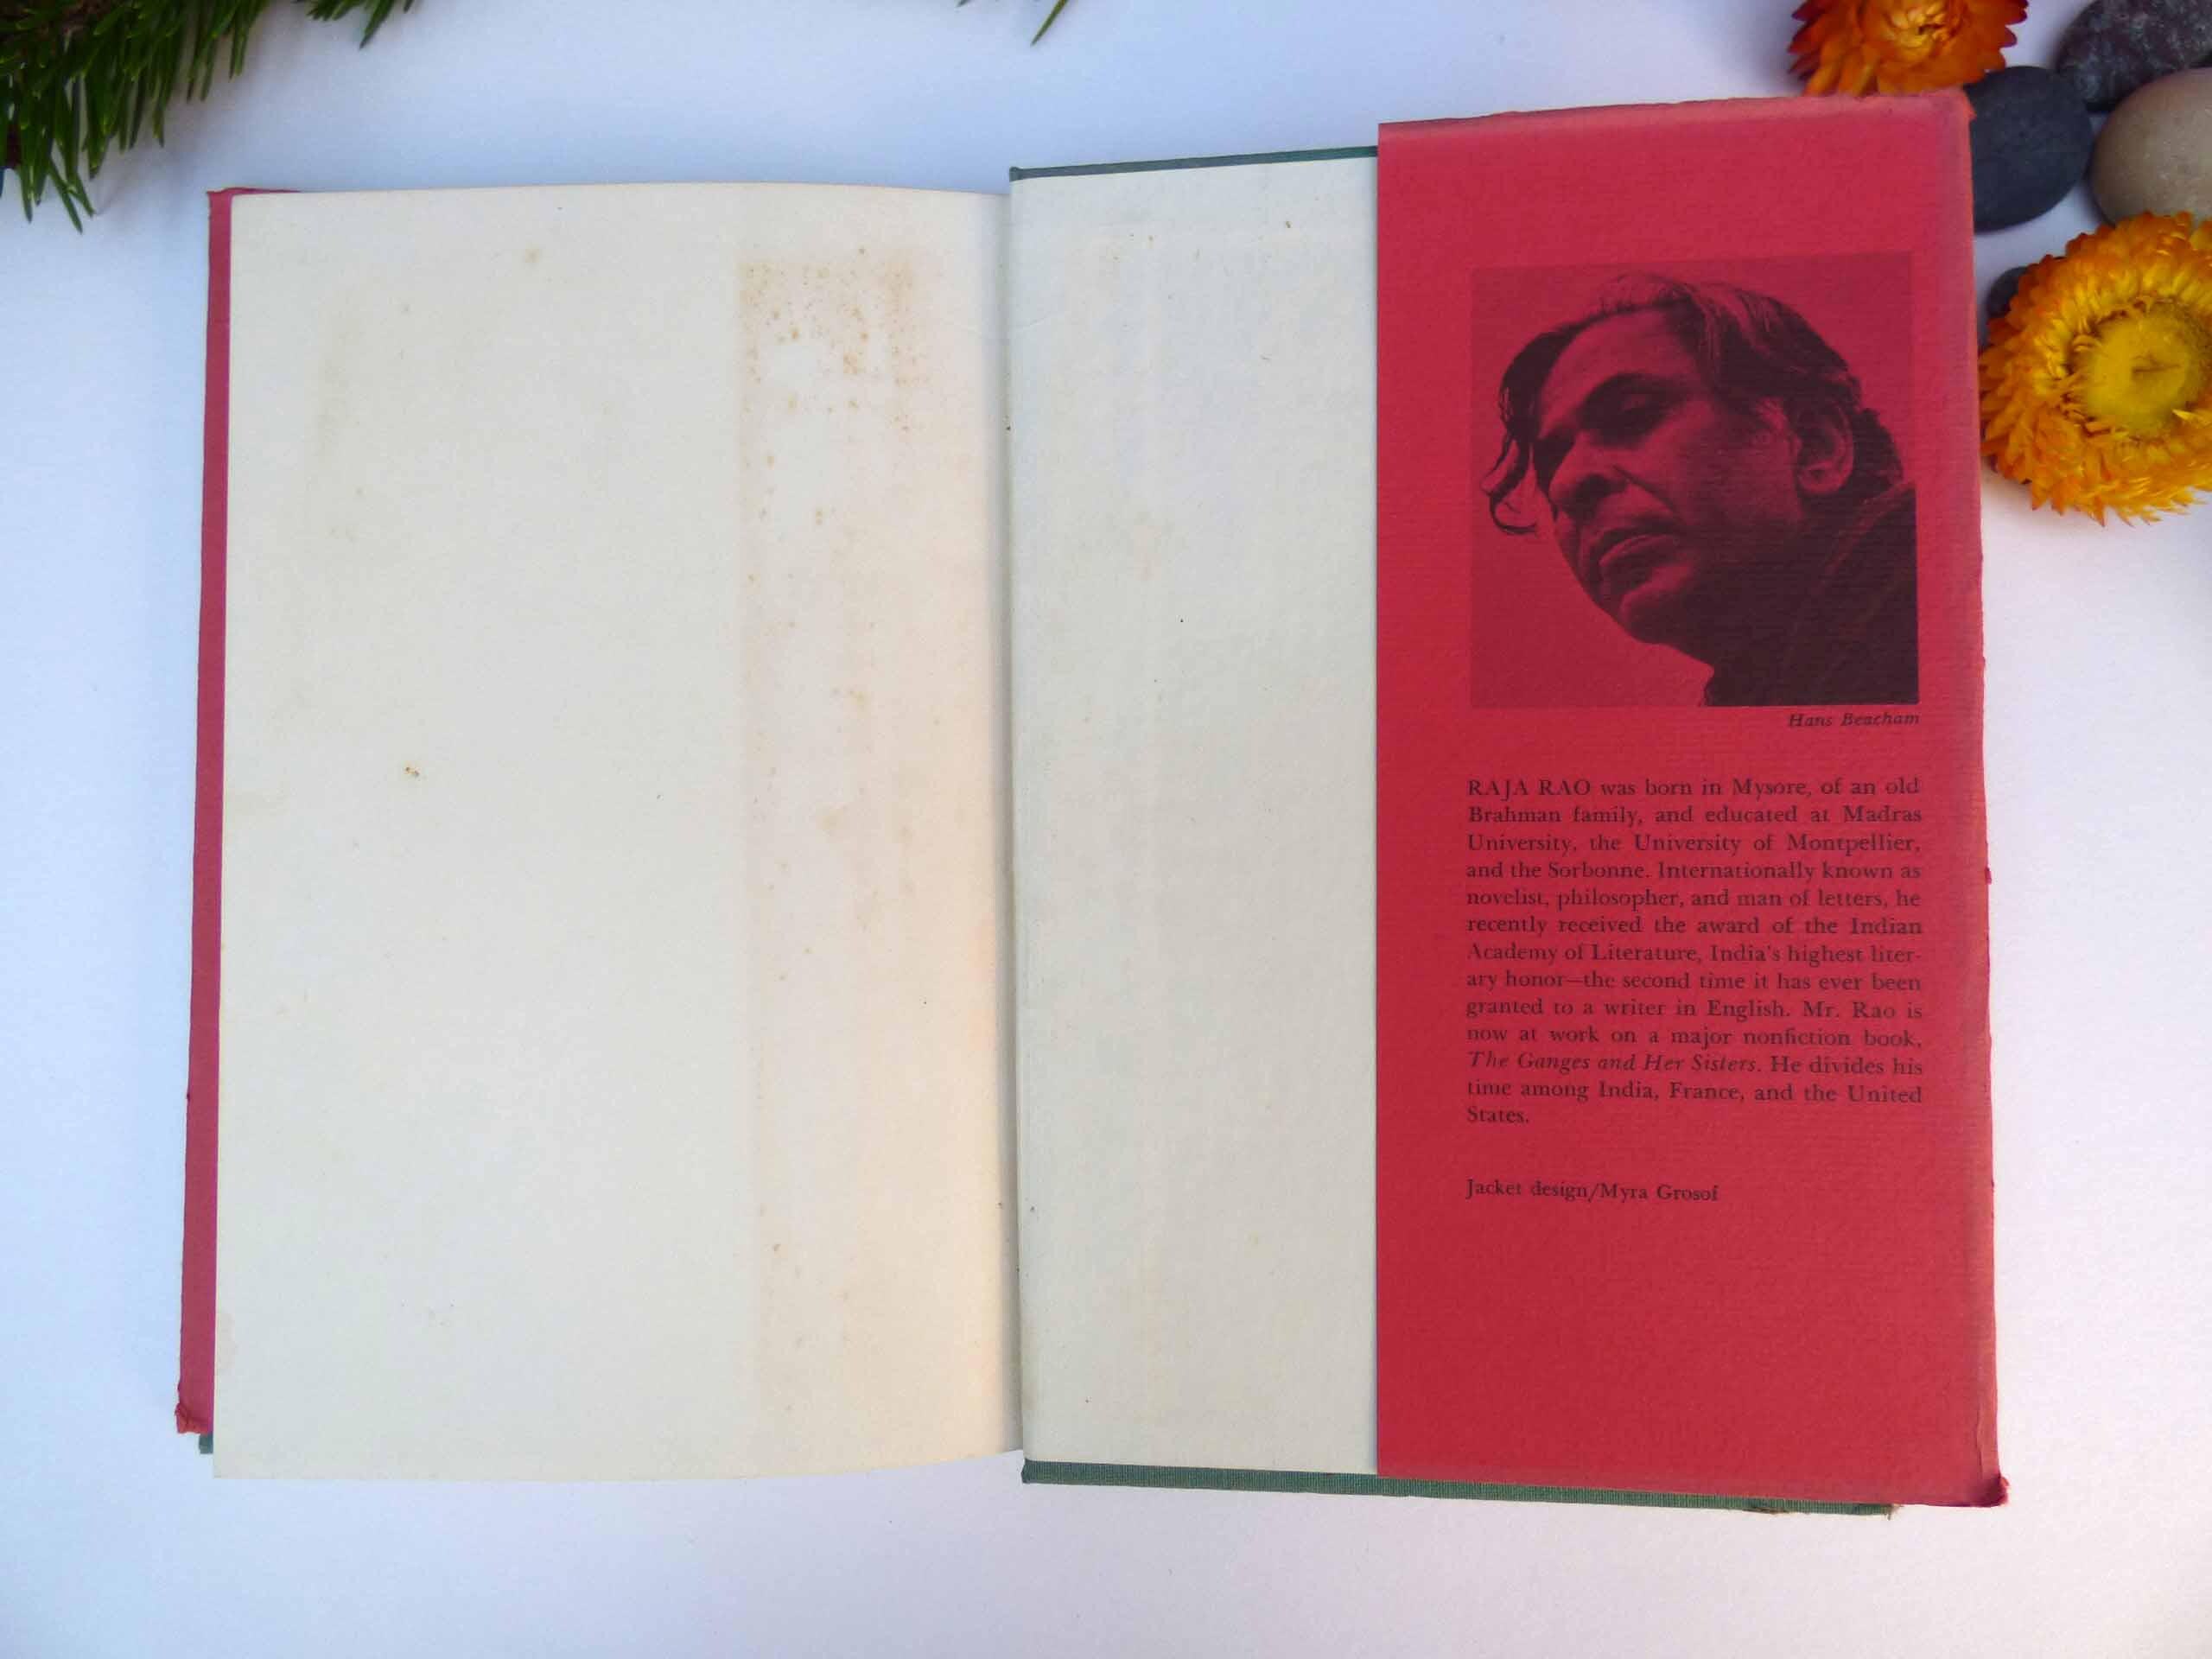 Hans Beacham
RAJA RAO was born in Mysore, of an old
Brahman family, and educated at Madras
University, the University of Montpellier,
and the Sorbonne. Internationally known as
novelist, philosopher, and man of letters, he
recently received the award of the Indian
Academy of Literature, India's highest liter-
ary honor—the second time it has ever been
granted to a writer in English. Mr. Rao is
now at work on a major nonfiction book,
The Ganges and Her Sisters. He divides his
time among India, France, and the United
States.
Jacket design/Myra Grosof